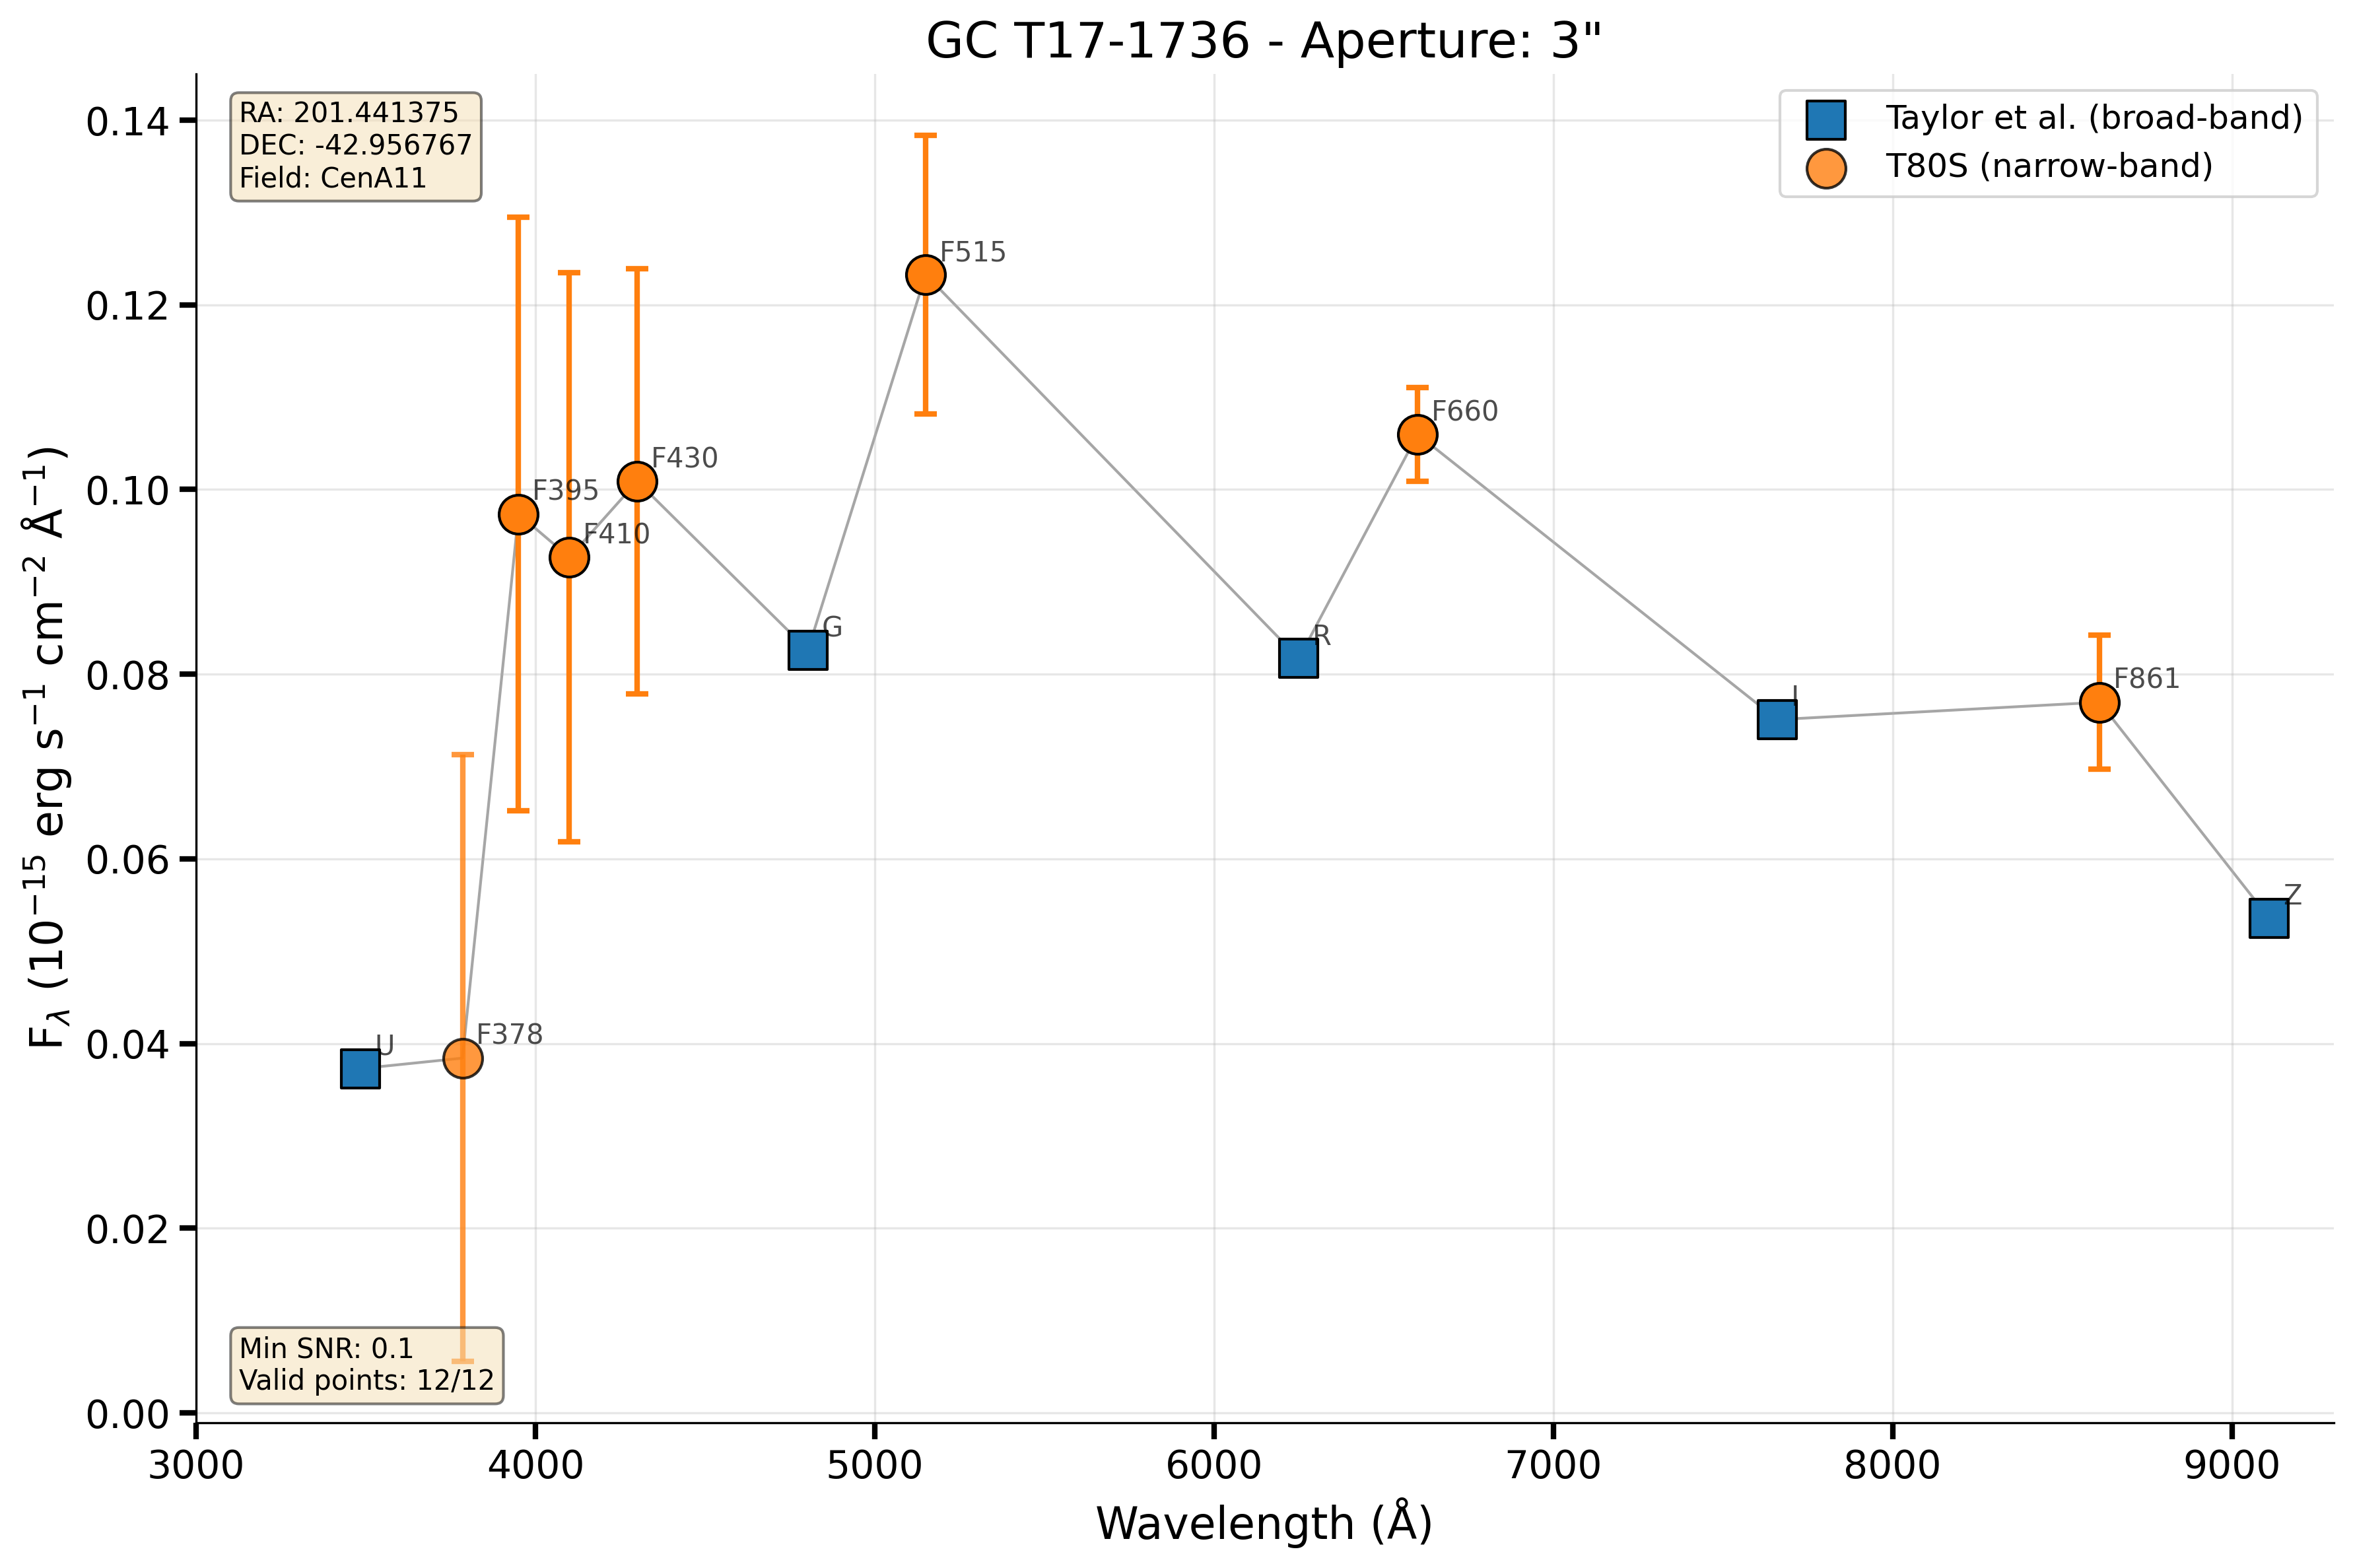 GC T17-1736 - Aperture: 3"
RA: 201.441375
DEC: -42.956767
Field: CenA11
Taylor et al. (broad-band)
T80S (narrow-band)
0.14
0.12
0.10
0.08
0.06
0.04
0.02
0.00
F_λ (10⁻¹⁵ erg s⁻¹ cm⁻² Å⁻¹)
F515
F395
F410
F430
F660
G
R
I
F861
Z
U
F378
Min SNR: 0.1
Valid points: 12/12
3000 4000 5000 6000 7000 8000 9000
Wavelength (Å)